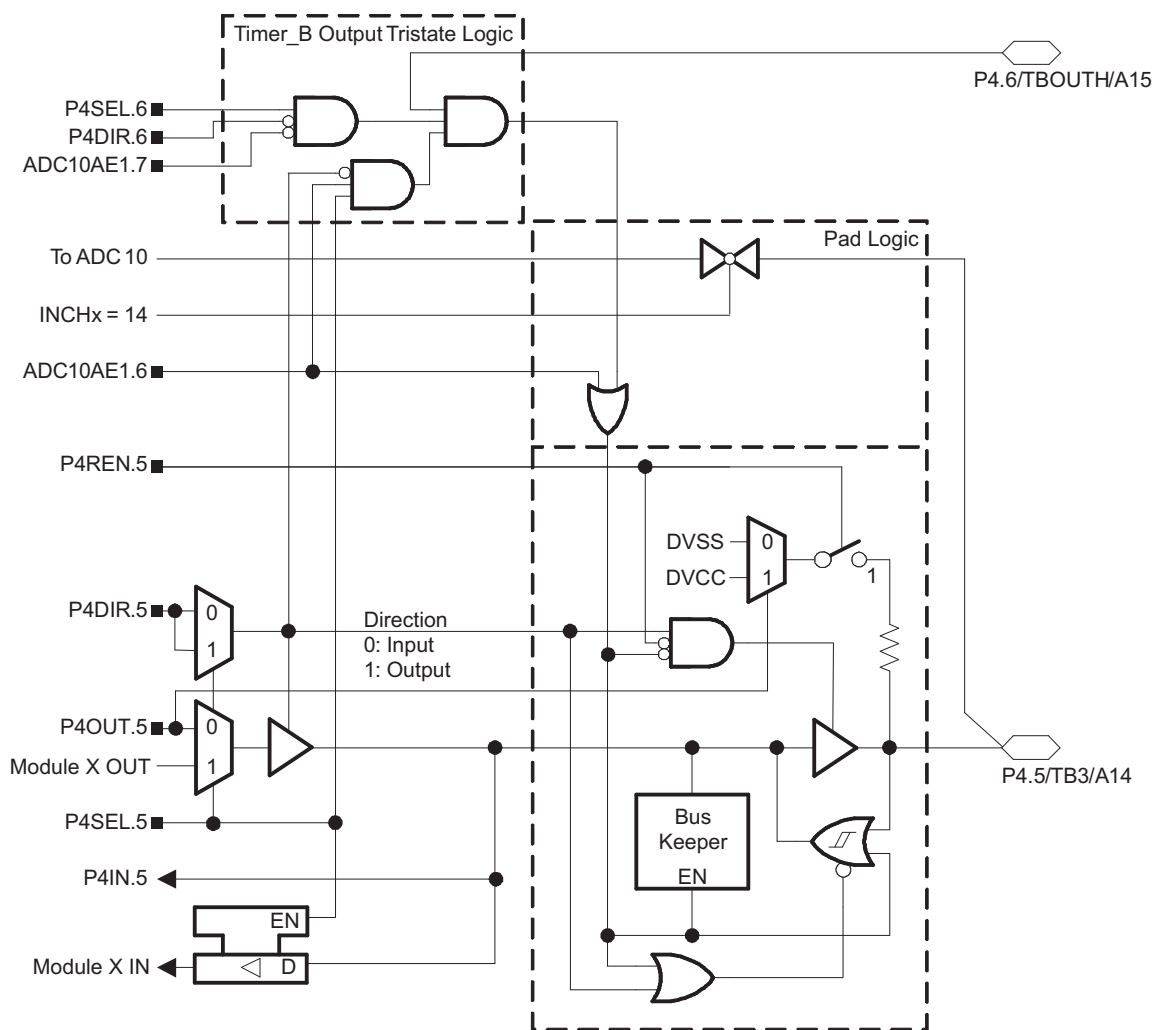 Timer_B Output Tristate Logic
P4.6/TBOUTH/A15
P4SEL.6
P4DIR.6
ADC10AE1.7
Pad Logic
To ADC 10
INCHx = 14
ADC10AE1.6
P4REN.5
DVSS
0
DVCC
1
1
P4DIR.5
0
1
Direction
0: Input
1: Output
P4OUT.5
0
Module X OUT
1
P4.5/TB3/A14
P4SEL.5
Bus
Keeper
EN
P4IN.5
EN
Module X IN
D